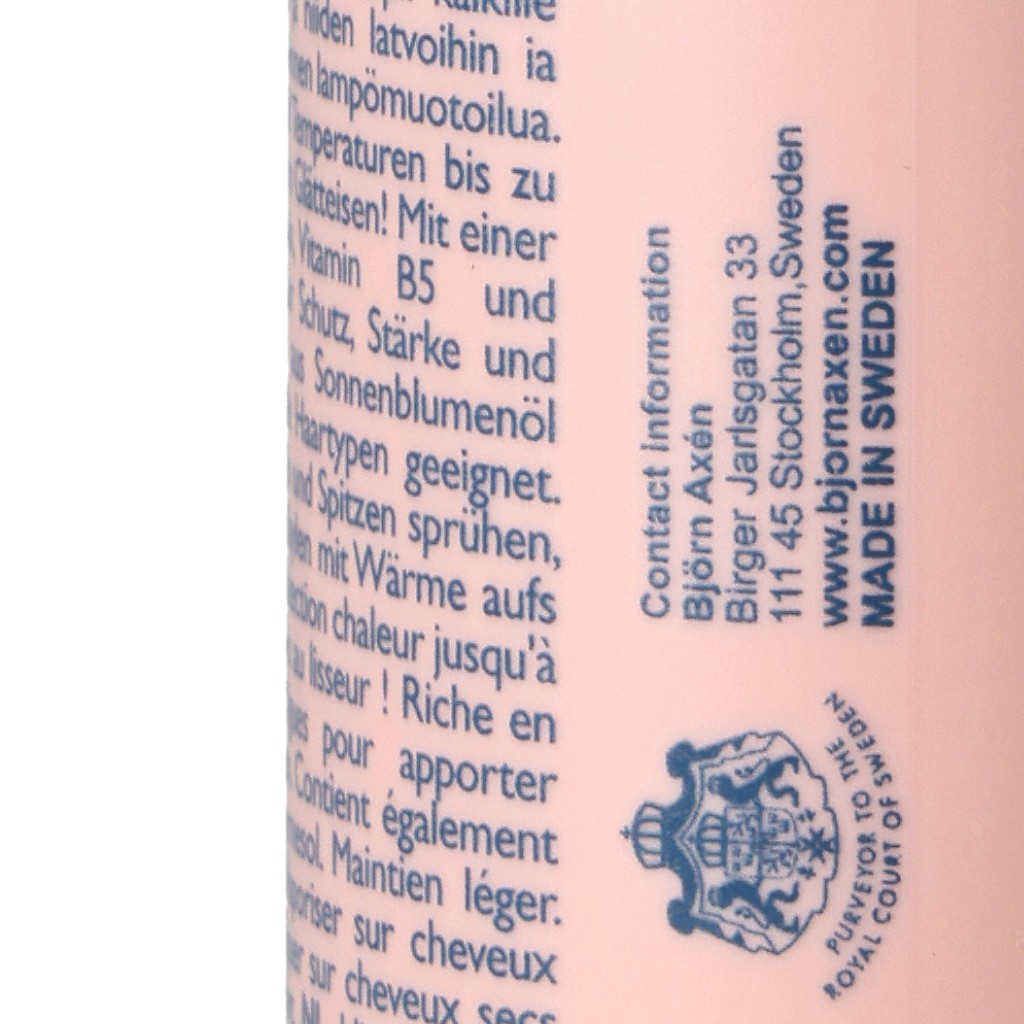 niiden latvoihin ja
lampömuotoilua.
Temperaturen bis zu
Glätteisen! Mit einer
Vitamin B5 und
Schutz, Stärke und
Sonnenblumenöl
Haartypen geeignet.
und Spitzen sprühen,
mit Wärme aufs
chaleur jusqu'à
lisseur ! Riche en
pour apporter
Contient également
Maintien léger.
sur cheveux
sur cheveux secs
Contact Information
Björn Axén
Birger Jarlsgatan 33
111 45 Stockholm,Sweden
www.bjornaxen.com
MADE IN SWEDEN
PURVEYOR TO THE
ROYAL COURT OF SWEDEN